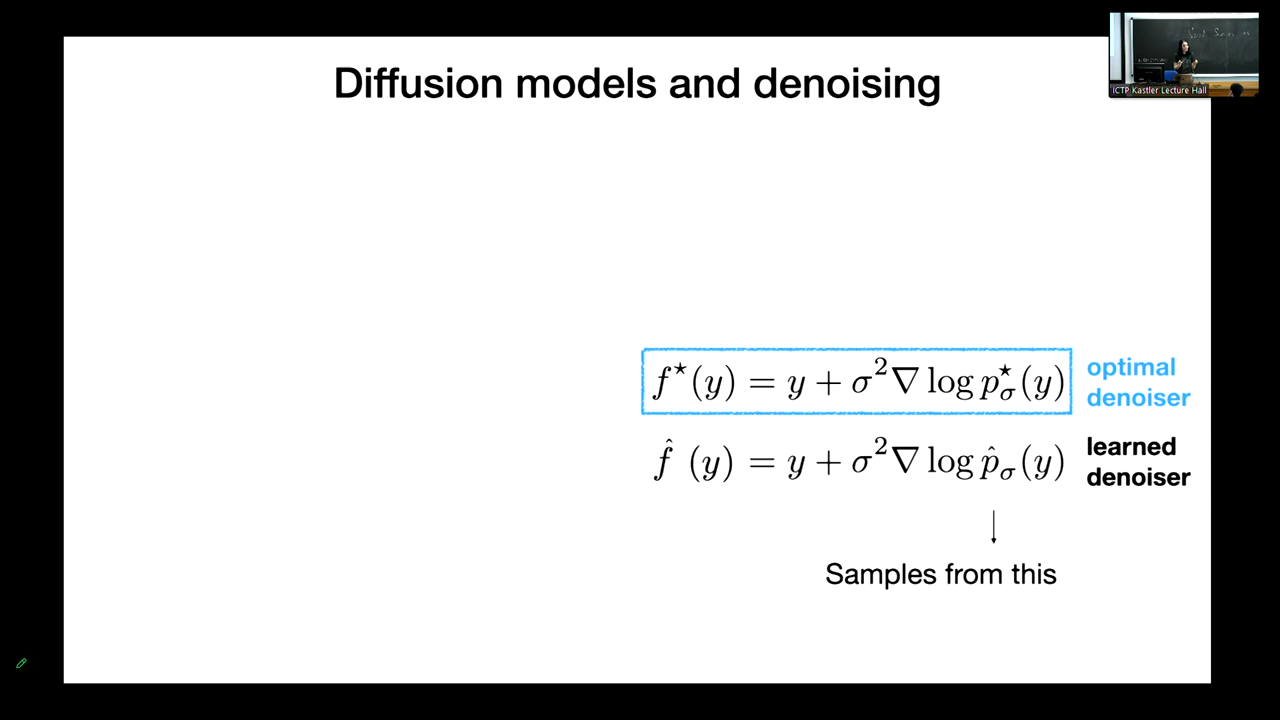 Diffusion models and denoising
ICTP Kastler Lecture Hall
f★(y) = y + σ²∇ log p★σ(y)
optimal
denoiser
f̂ (y) = y + σ²∇ log p̂σ(y)
learned
denoiser
Samples from this